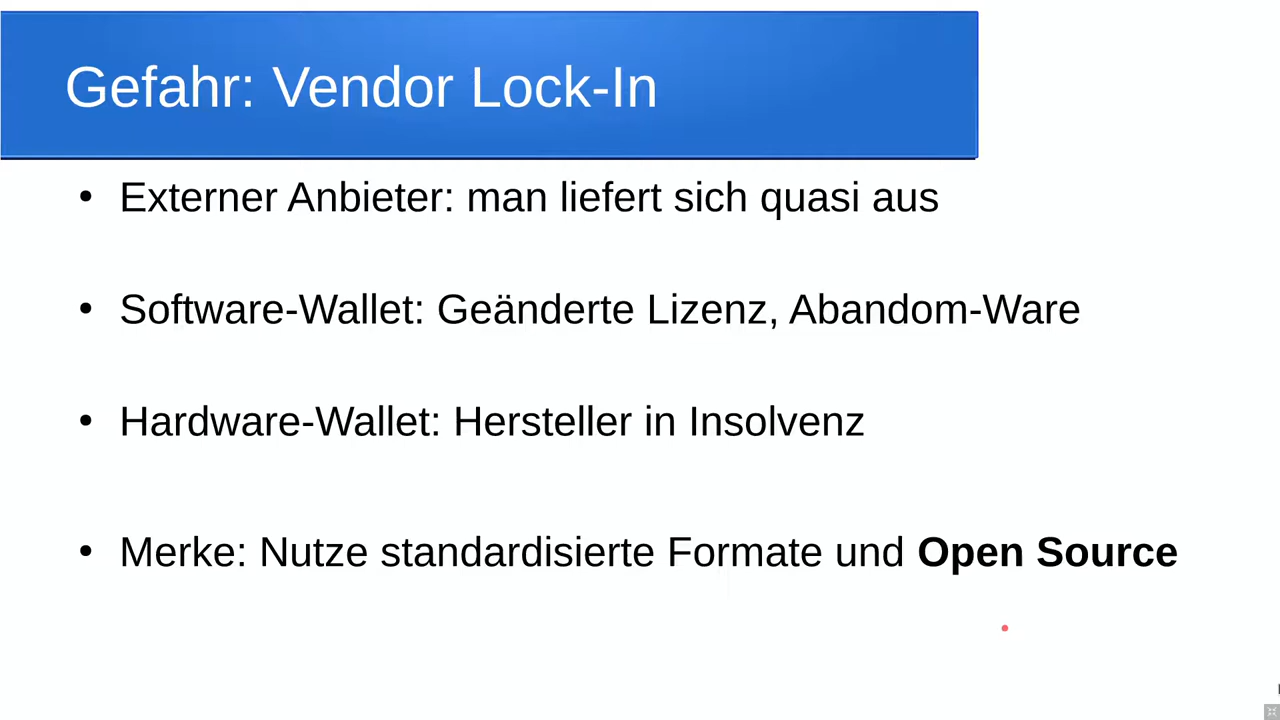 Gefahr: Vendor Lock-In
• Externer Anbieter: man liefert sich quasi aus
• Software-Wallet: Geänderte Lizenz, Abandom-Ware
• Hardware-Wallet: Hersteller in Insolvenz
• Merke: Nutze standardisierte Formate und Open Source